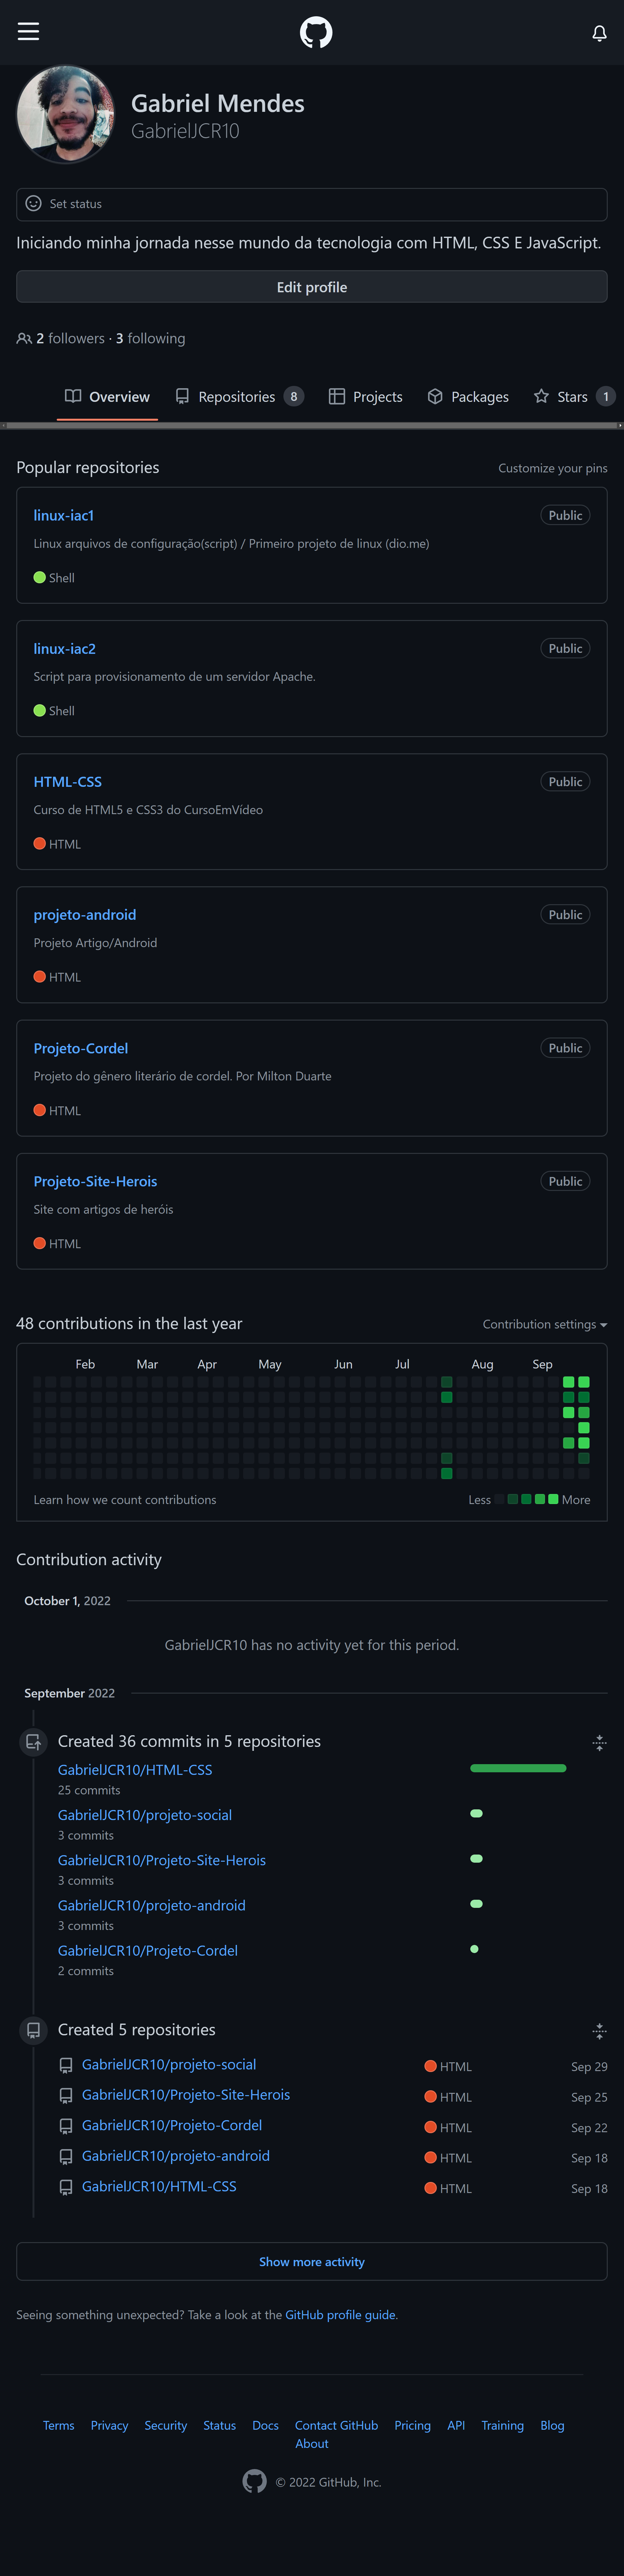 Gabriel Mendes
GabrielJCR10
Set status
Iniciando minha jornada nesse mundo da tecnologia com HTML, CSS E JavaScript.
Edit profile
2 followers · 3 following
Overview Repositories 8 Projects Packages Stars 1
Popular repositories Customize your pins
linux-iac1 Public
Linux arquivos de configuração(script) / Primeiro projeto de linux (dio.me)
Shell
linux-iac2 Public
Script para provisionamento de um servidor Apache.
Shell
HTML-CSS Public
Curso de HTML5 e CSS3 do CursoEmVídeo
HTML
projeto-android Public
Projeto Artigo/Android
HTML
Projeto-Cordel Public
Projeto do gênero literário de cordel. Por Milton Duarte
HTML
Projeto-Site-Herois Public
Site com artigos de heróis
HTML
48 contributions in the last year Contribution settings
Feb Mar Apr May Jun Jul Aug Sep
Learn how we count contributions Less More
Contribution activity
October 1, 2022
GabrielJCR10 has no activity yet for this period.
September 2022
Created 36 commits in 5 repositories
GabrielJCR10/HTML-CSS
25 commits
GabrielJCR10/projeto-social
3 commits
GabrielJCR10/Projeto-Site-Herois
3 commits
GabrielJCR10/projeto-android
3 commits
GabrielJCR10/Projeto-Cordel
2 commits
Created 5 repositories
GabrielJCR10/projeto-social HTML Sep 29
GabrielJCR10/Projeto-Site-Herois HTML Sep 25
GabrielJCR10/Projeto-Cordel HTML Sep 22
GabrielJCR10/projeto-android HTML Sep 18
GabrielJCR10/HTML-CSS HTML Sep 18
Show more activity
Seeing something unexpected? Take a look at the GitHub profile guide.
Terms Privacy Security Status Docs Contact GitHub Pricing API Training Blog
About
© 2022 GitHub, Inc.